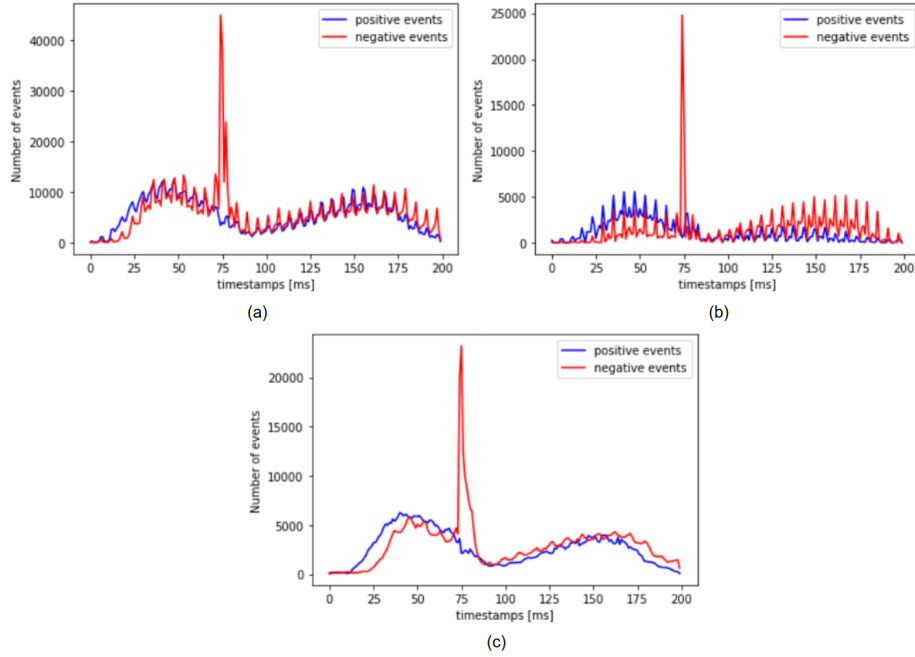 positive events
negative events
Number of events
40000
30000
20000
10000
0
0 25 50 75 100 125 150 175 200
timestamps [ms]
(a)
positive events
negative events
Number of events
25000
20000
15000
10000
5000
0
0 25 50 75 100 125 150 175 200
timestamps [ms]
(b)
positive events
negative events
Number of events
20000
15000
10000
5000
0
0 25 50 75 100 125 150 175 200
timestamps [ms]
(c)